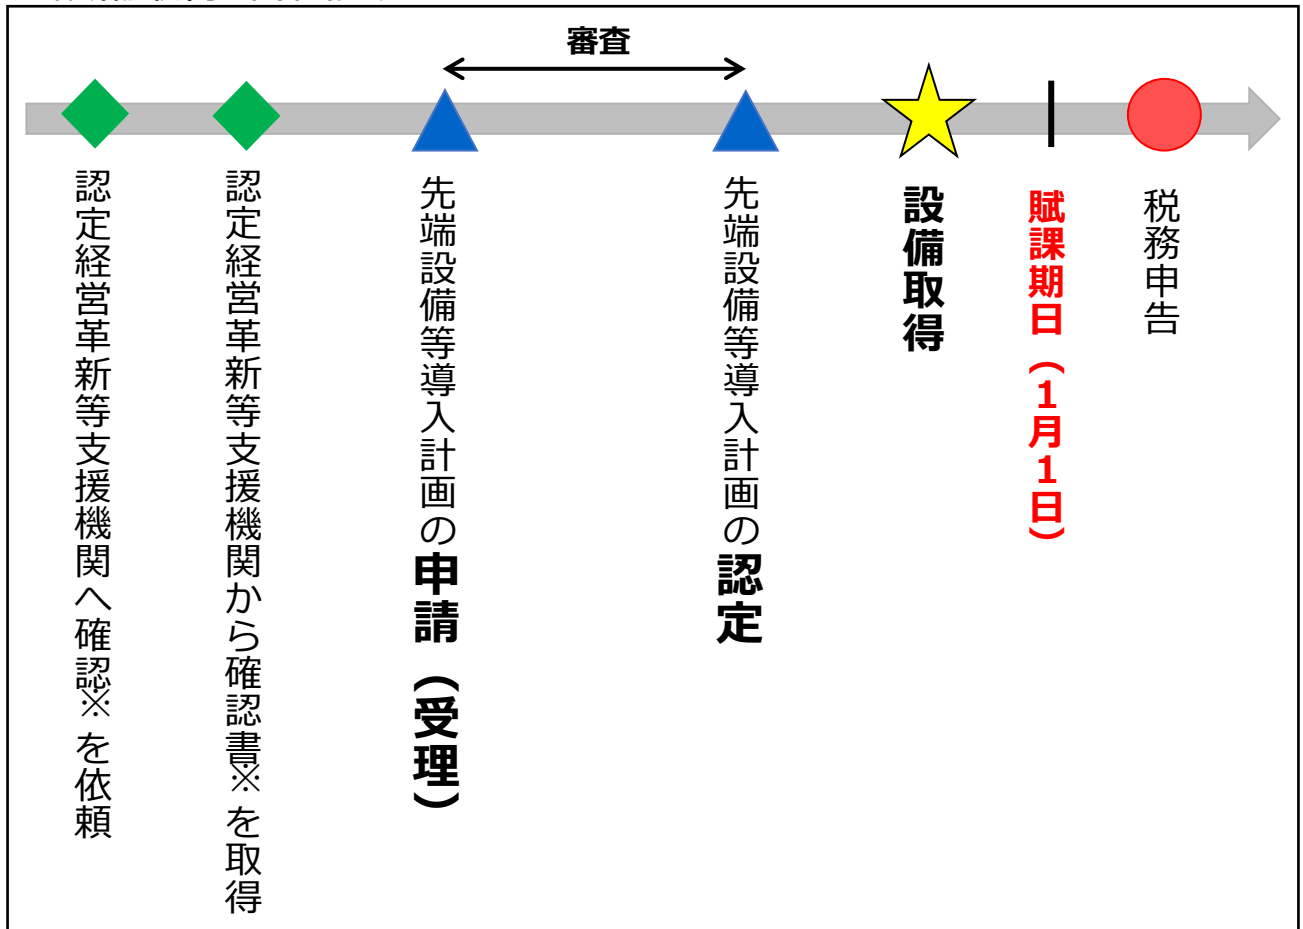 審査
認定経営革新等支援機関へ確認※を依頼
認定経営革新等支援機関から確認書※を取得
先端設備等導入計画の申請（受理）
先端設備等導入計画の認定
設備取得
賦課期日（１月１日）
税務申告